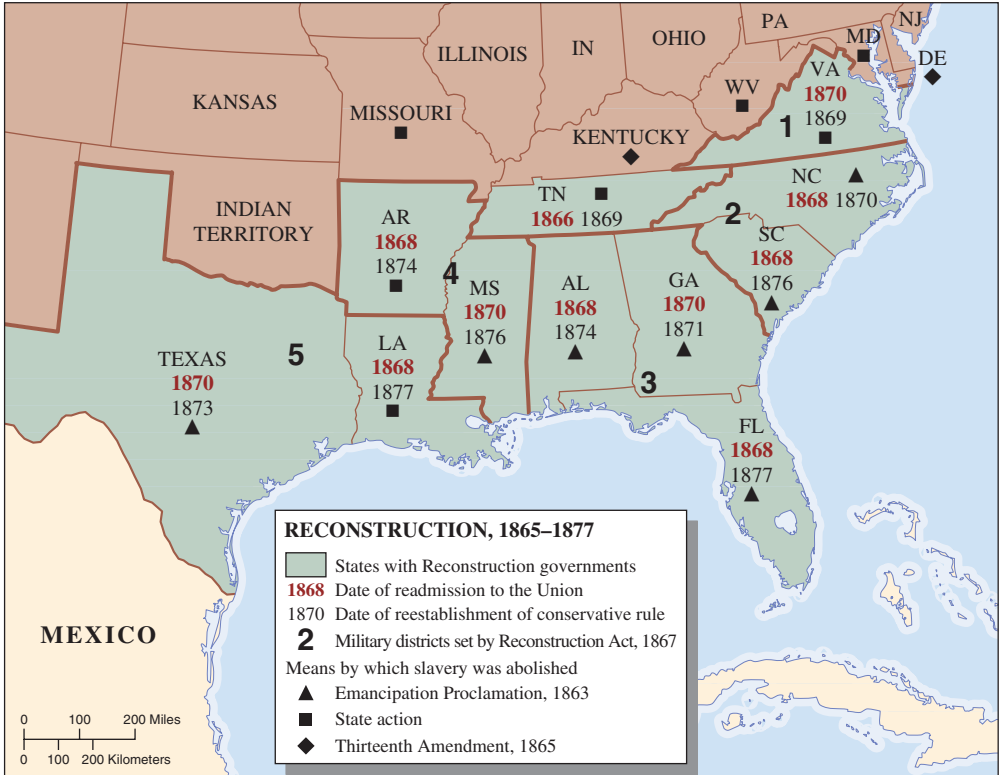 PA
NJ
MD
DE
ILLINOIS
IN
OHIO
WV
VA
1870
1869
1
KANSAS
MISSOURI
KENTUCKY
INDIAN
TERRITORY
TN
1866 1869
NC
1868 1870
2
SC
1868
1876
AR
1868
1874
4
MS
1870
1876
AL
1868
1874
GA
1870
1871
3
TEXAS
1870
1873
5
LA
1868
1877
FL
1868
1877
MEXICO
RECONSTRUCTION, 1865–1877
States with Reconstruction governments
1868 Date of readmission to the Union
1870 Date of reestablishment of conservative rule
2 Military districts set by Reconstruction Act, 1867
Means by which slavery was abolished
Emancipation Proclamation, 1863
State action
Thirteenth Amendment, 1865
0 100 200 Miles
0 100 200 Kilometers